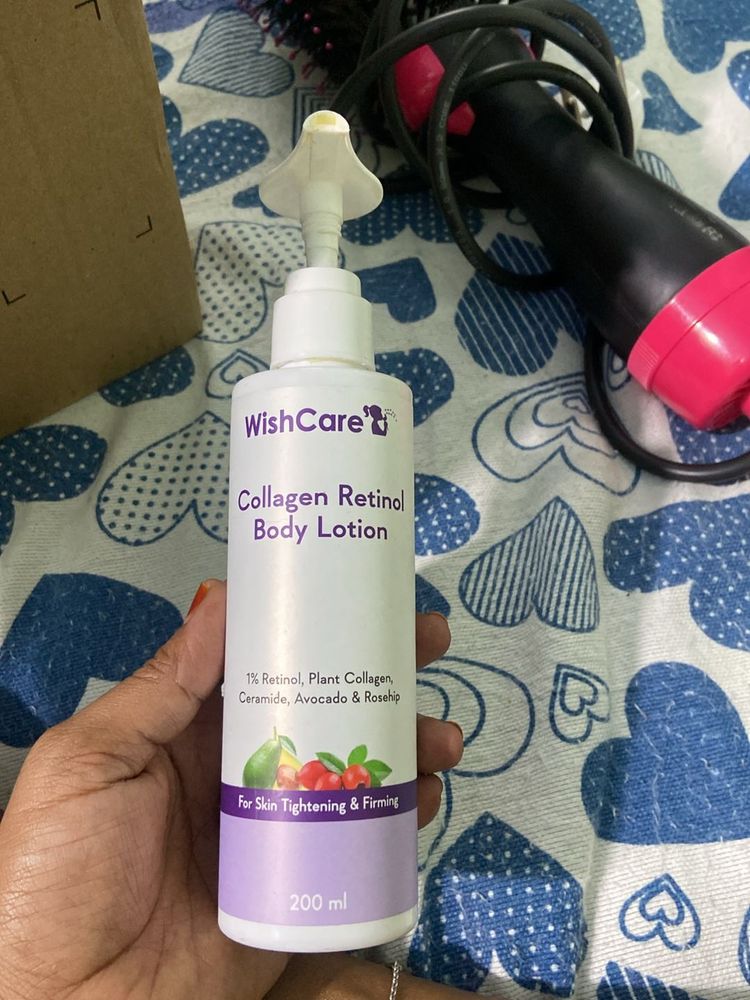 WishCare
Collagen Retinol
Body Lotion
1% Retinol, Plant Collagen,
Ceramide, Avocado & Rosehip
For Skin Tightening & Firming
200 ml